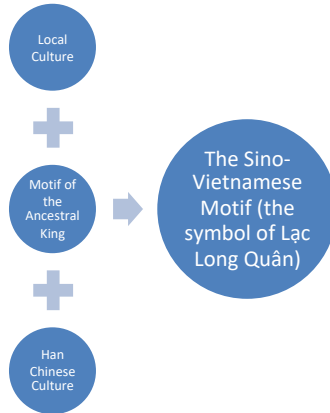 Local
Culture
Motif of
the
Ancestral
King
Han
Chinese
Culture
The Sino-
Vietnamese
Motif (the
symbol of Lạc
Long Quân)